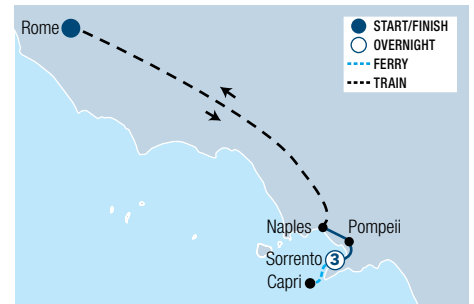 Rome
START/FINISH
OVERNIGHT
FERRY
TRAIN
Naples
Pompeii
Sorrento
3
Capri